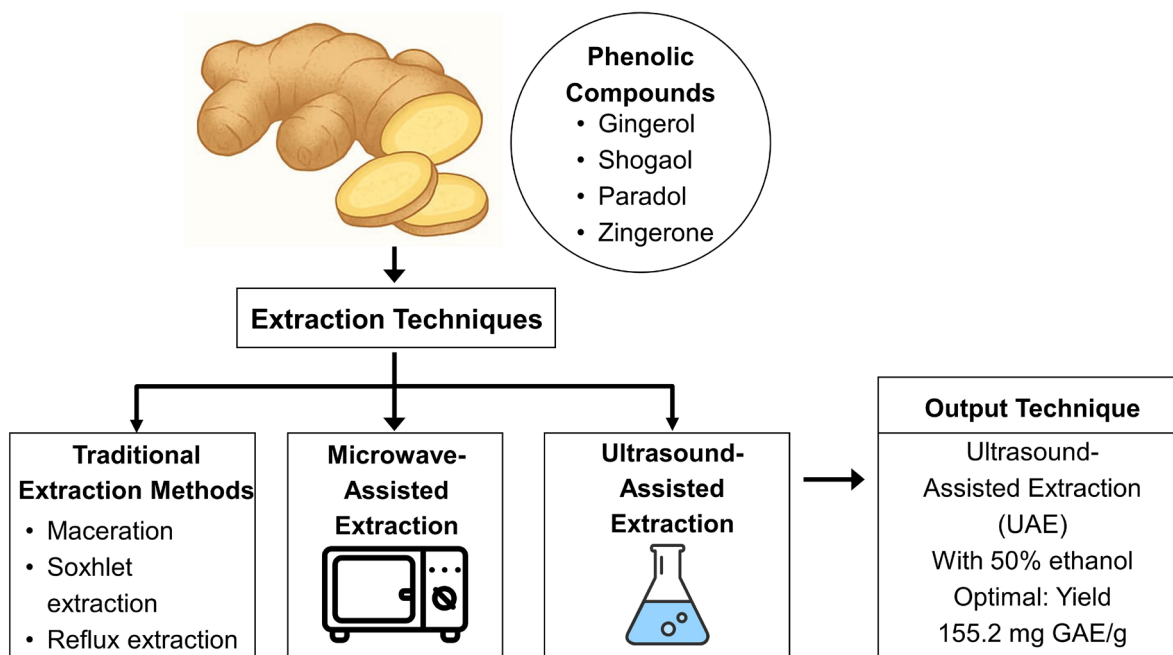 Phenolic
Compounds
• Gingerol
• Shogaol
• Paradol
• Zingerone
Extraction Techniques
Traditional
Extraction Methods
• Maceration
• Soxhlet
extraction
• Reflux extraction
Microwave-
Assisted
Extraction
Ultrasound-
Assisted
Extraction
Output Technique
Ultrasound-
Assisted Extraction
(UAE)
With 50% ethanol
Optimal: Yield
155.2 mg GAE/g